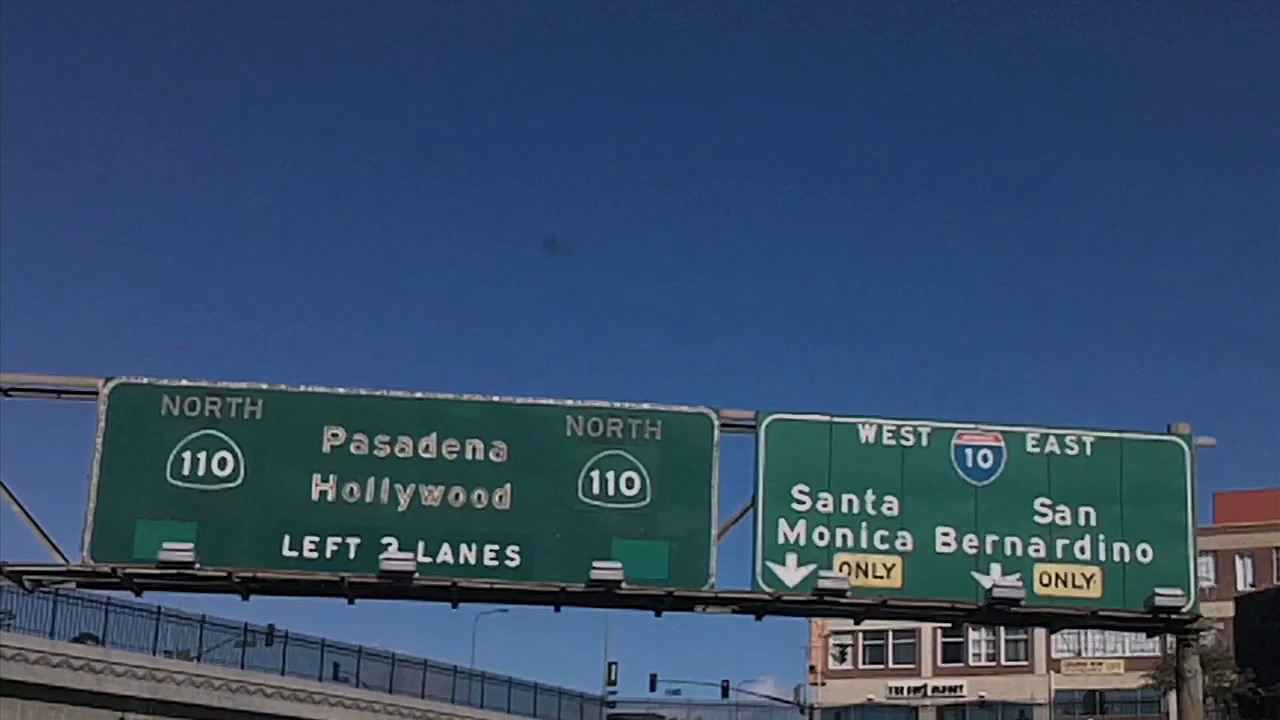 NORTH
110
Pasadena
Hollywood
NORTH
110
LEFT 2 LANES
WEST
10
EAST
Santa
Monica
ONLY
San
Bernardino
ONLY